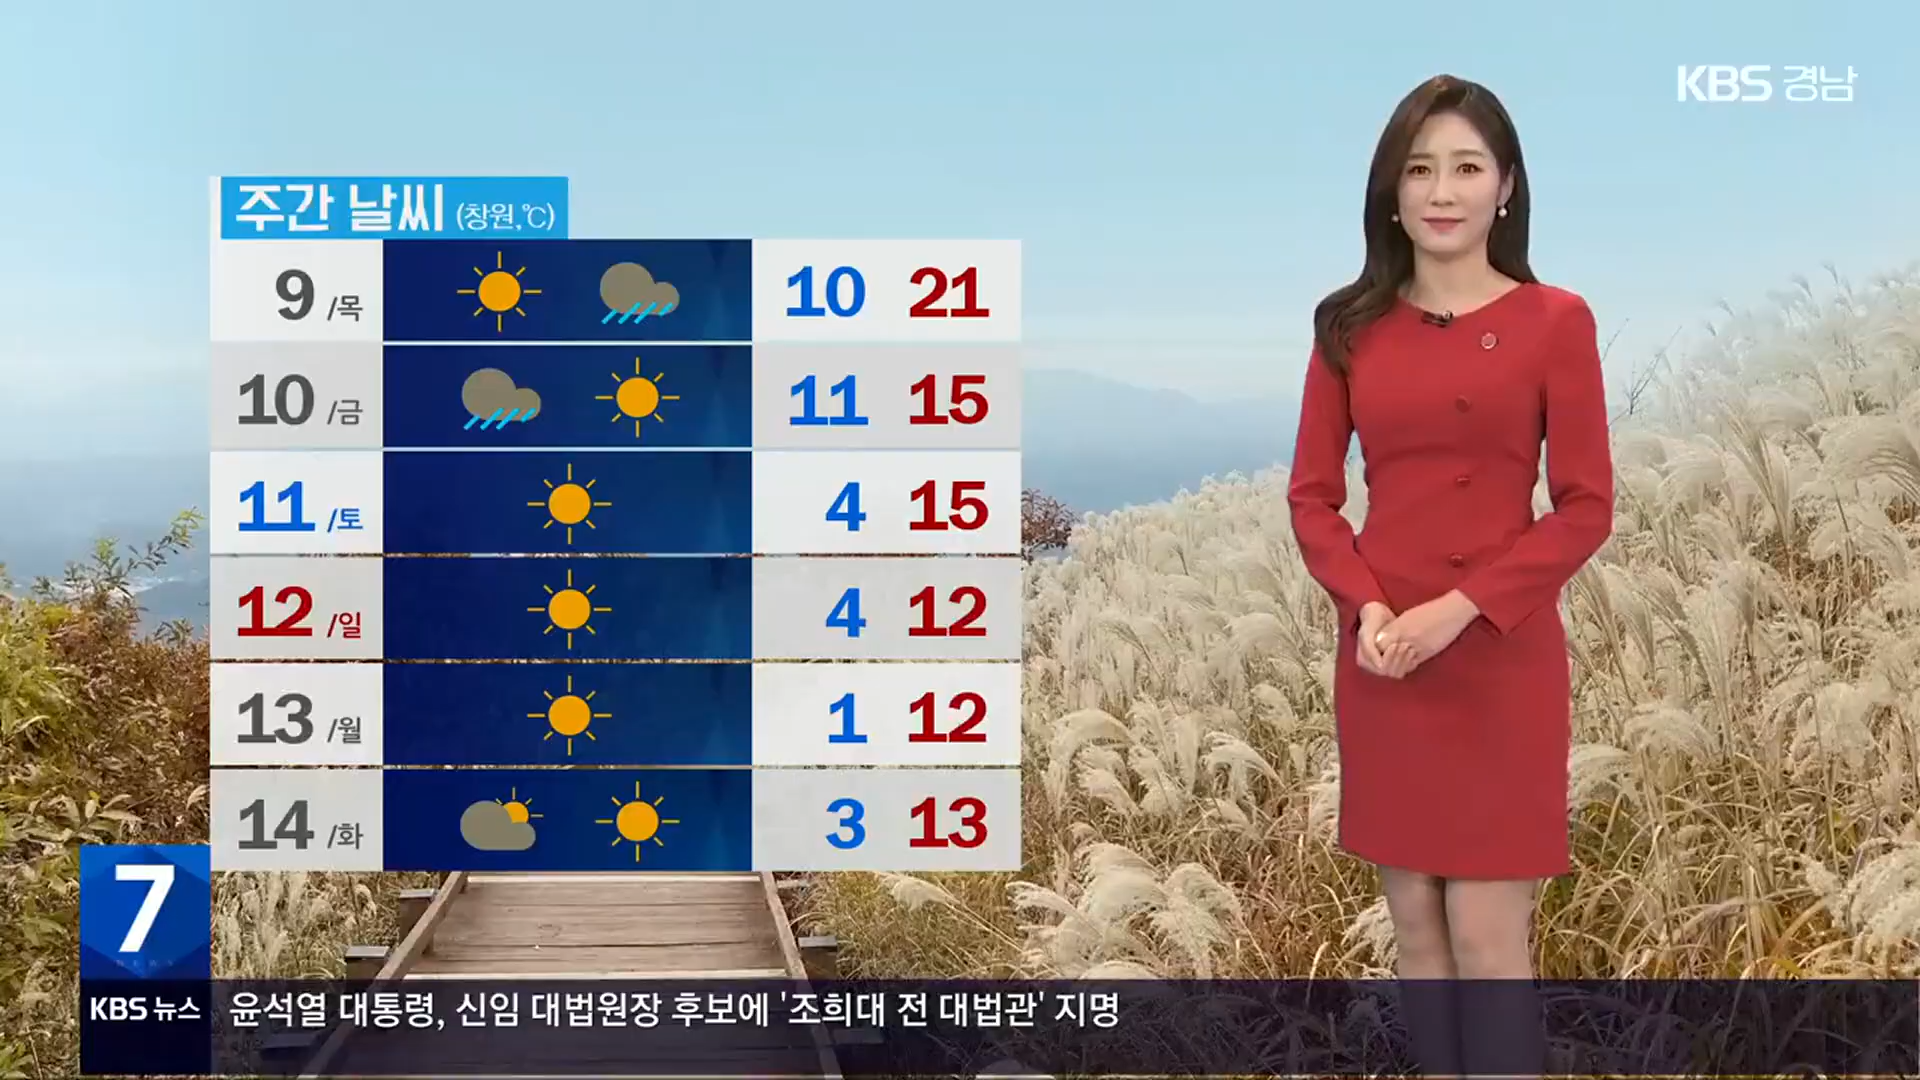 KBS 경남
주간 날씨 (창원,℃)
9 /목 10 21
10 /금 11 15
11 /토 4 15
12 /일 4 12
13 /월 1 12
14 /화 3 13
7
NEWS
KBS 뉴스 윤석열 대통령, 신임 대법원장 후보에 '조희대 전 대법관' 지명